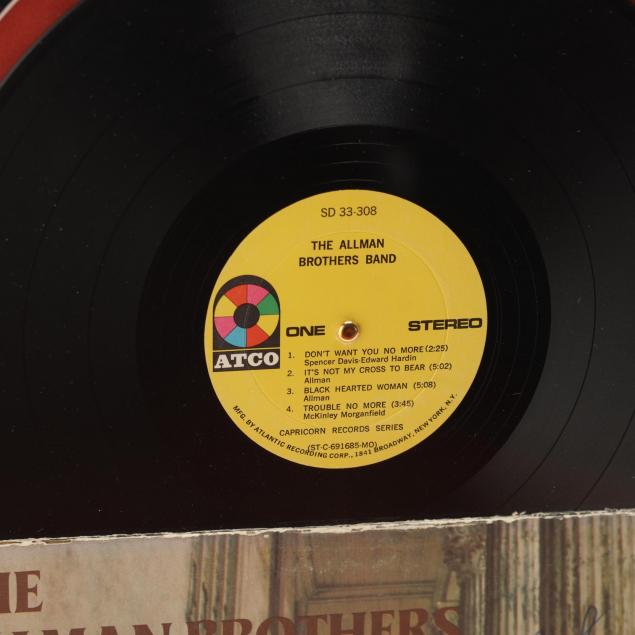 SD 33-308
THE ALLMAN
BROTHERS BAND
ATCO
ONE
STEREO
1. DON'T WANT YOU NO MORE (2:25)
Spencer Davis-Edward Hardin
2. IT'S NOT MY CROSS TO BEAR (5:02)
Allman
3. BLACK HEARTED WOMAN (5:08)
Allman
4. TROUBLE NO MORE (3:45)
McKinley Morganfield
CAPRICORN RECORDS SERIES
(ST-C-691685-MO)
MFG. BY ATLANTIC RECORDING CORP., 1841 BROADWAY, NEW YORK, N.Y.
BROTHERS